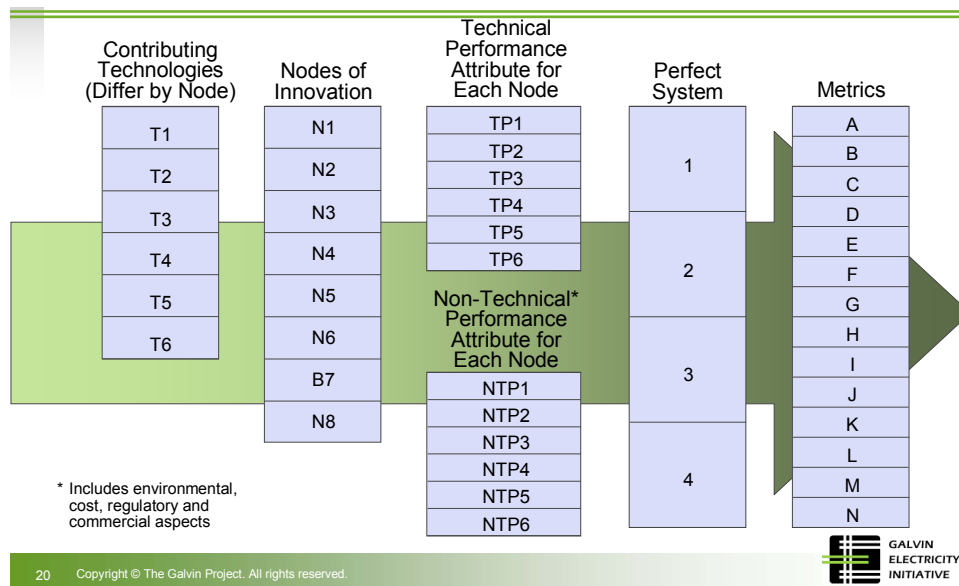 Contributing
Technologies
(Differ by Node)
T1
T2
T3
T4
T5
T6
Nodes of
Innovation
N1
N2
N3
N4
N5
N6
B7
N8
Technical
Performance
Attribute for
Each Node
TP1
TP2
TP3
TP4
TP5
TP6
Non-Technical*
Performance
Attribute for
Each Node
NTP1
NTP2
NTP3
NTP4
NTP5
NTP6
Perfect
System
1
2
3
4
Metrics
A
B
C
D
E
F
G
H
I
J
K
L
M
N
* Includes environmental,
cost, regulatory and
commercial aspects
20 Copyright © The Galvin Project. All rights reserved.
GALVIN
ELECTRICITY
INITIATIVE